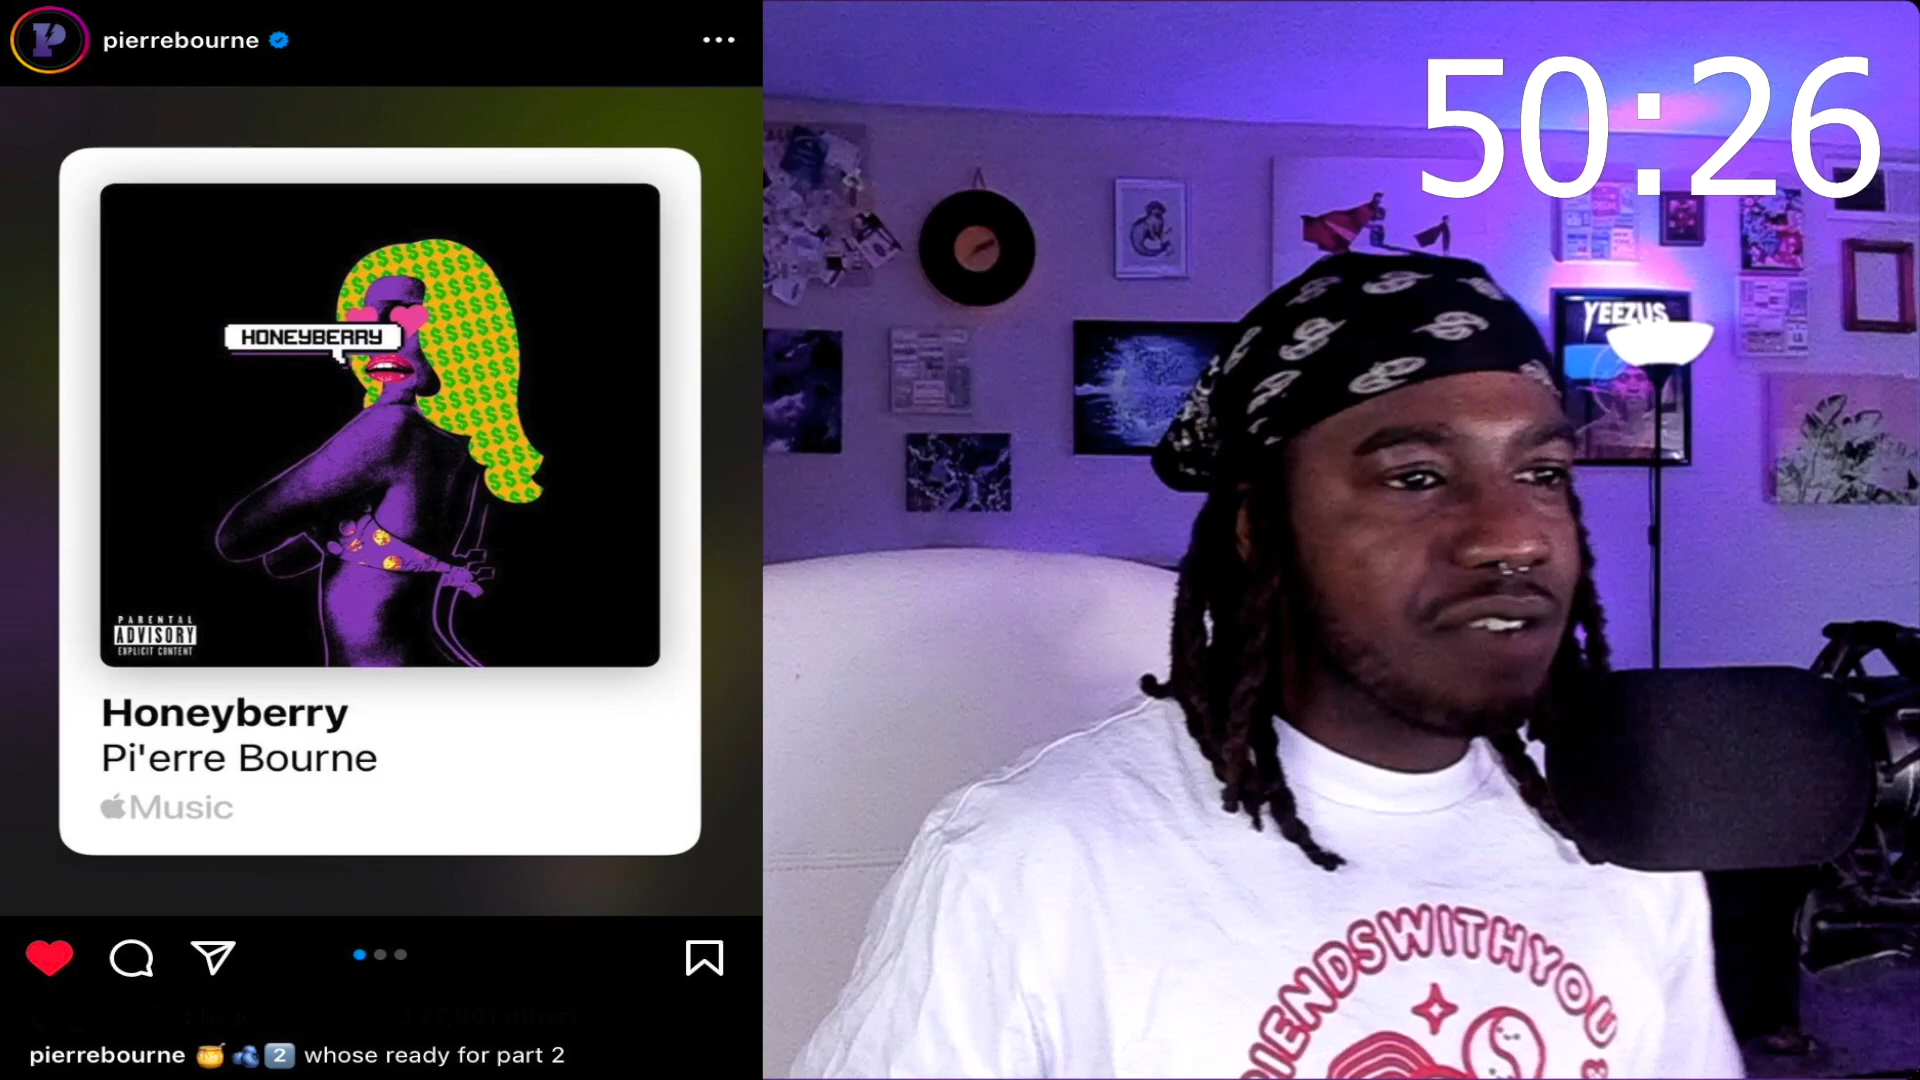 pierrebourne
HONEYBERRY
PARENTAL
ADVISORY
EXPLICIT CONTENT
Honeyberry
Pi'erre Bourne
Music
pierrebourne 🍯🫐2️⃣ whose ready for part 2
50:26
YEEZUS
FRIENDSWITHYOU